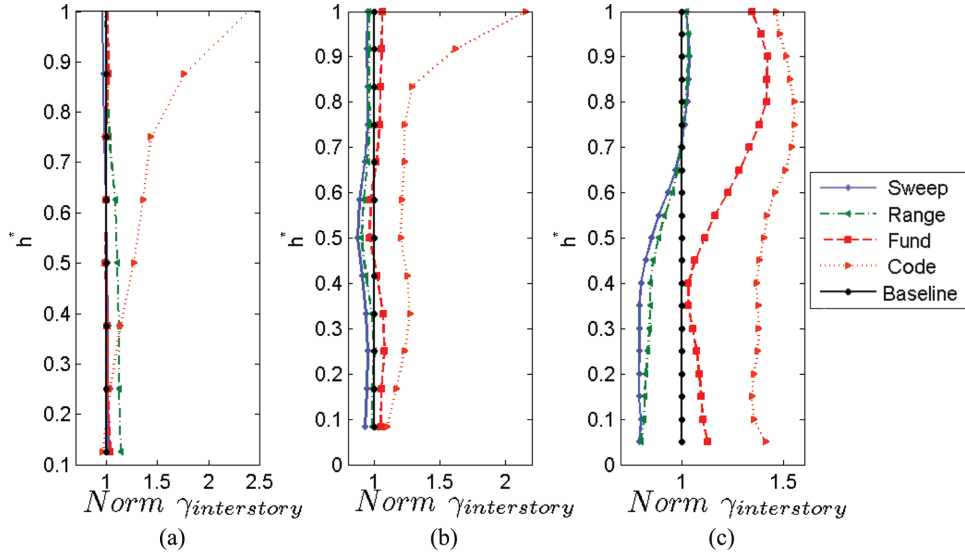 1
0.9
0.8
0.7
0.6
0.5
0.4
0.3
0.2
0.1
h*
1 1.5 2 2.5
Norm γinterstory
(a)
1
0.9
0.8
0.7
0.6
0.5
0.4
0.3
0.2
0.1
0
h*
1 1.5 2
Norm γinterstory
(b)
1
0.9
0.8
0.7
0.6
0.5
0.4
0.3
0.2
0.1
0
h*
1 1.5
Norm γinterstory
(c)
Sweep
Range
Fund
Code
Baseline